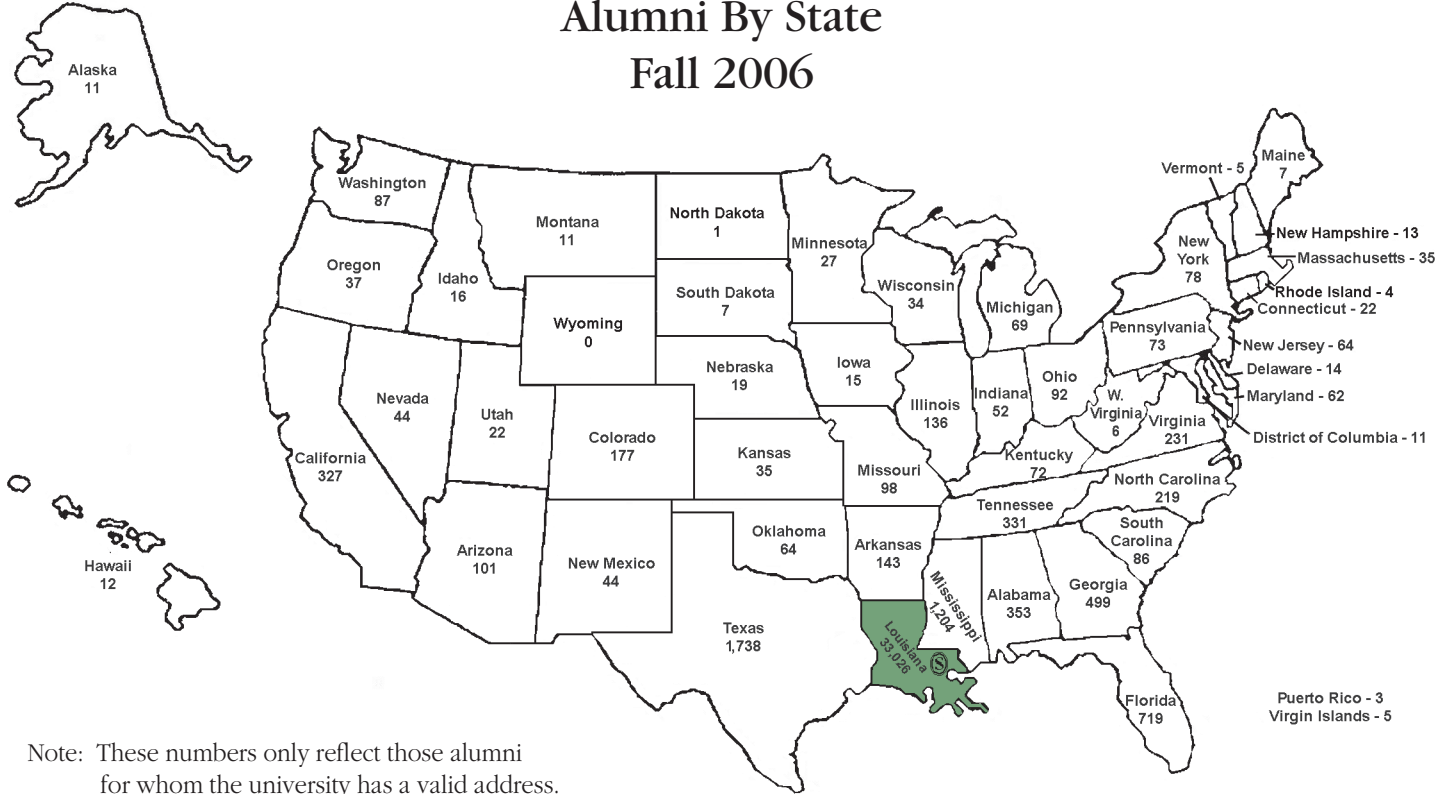 Alumni By State
Fall 2006
Alaska
11
Washington
87
Oregon
37
Idaho
16
Montana
11
North Dakota
1
South Dakota
7
Wyoming
0
Minnesota
27
Wisconsin
34
Michigan
69
Vermont - 5
Maine
7
New
York
78
New Hampshire - 13
Massachusetts - 35
Rhode Island - 4
Connecticut - 22
Pennsylvania
73
New Jersey - 64
Delaware - 14
Maryland - 62
District of Columbia - 11
Nebraska
19
Iowa
15
Illinois
136
Indiana
52
Ohio
92
W.
Virginia
6
Virginia
231
Nevada
44
Utah
22
Colorado
177
Kansas
35
Missouri
98
Kentucky
72
California
327
North Carolina
219
Tennessee
331
South
Carolina
86
Arizona
101
New Mexico
44
Oklahoma
64
Arkansas
143
Hawaii
12
Texas
1,738
Louisiana
33,026
S
Mississippi
1,204
Alabama
353
Georgia
499
Florida
719
Puerto Rico - 3
Virgin Islands - 5
Note: These numbers only reflect those alumni
for whom the university has a valid address.